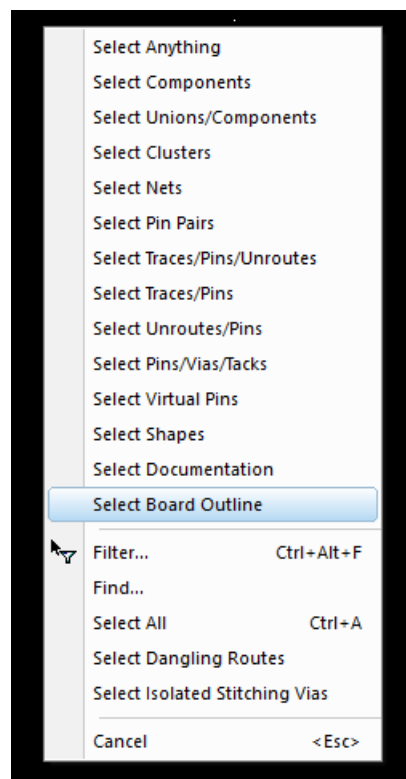 Select Anything
Select Components
Select Unions/Components
Select Clusters
Select Nets
Select Pin Pairs
Select Traces/Pins/Unroutes
Select Traces/Pins
Select Unroutes/Pins
Select Pins/Vias/Tacks
Select Virtual Pins
Select Shapes
Select Documentation
Select Board Outline
Filter... Ctrl+Alt+F
Find...
Select All Ctrl+A
Select Dangling Routes
Select Isolated Stitching Vias
Cancel <Esc>